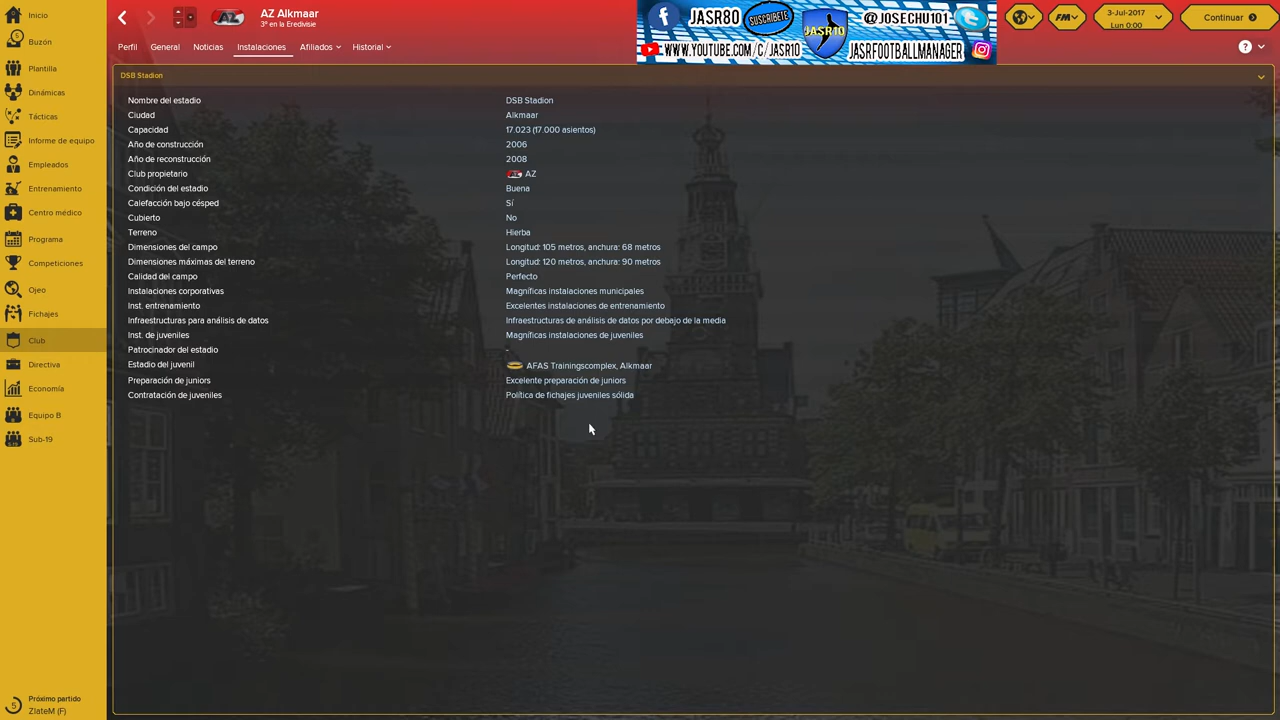 Inicio
5
Buzón
Plantilla
Dinámicas
Tácticas
Informe de equipo
Empleados
Entrenamiento
Centro médico
Programa
Competiciones
Ojeo
Fichajes
Club
Directiva
Economía
Equipo B
Sub-19
Próximo partido
5
ZlateM (F)
AZ
AZ Alkmaar
3º en la Eredivise
Perfil
General
Noticias
Instalaciones
Afiliados
Historial
JASR80
SUSCRIBETE
JASR10
@JOSECHU101
WWW.YOUTUBE.COM/C/JASR10
JASRFOOTBALLMANAGER
FM
3-Jul-2017
Lun 0:00
Continuar
?
DSB Stadion
Nombre del estadio DSB Stadion
Ciudad Alkmaar
Capacidad 17.023 (17.000 asientos)
Año de construcción 2006
Año de reconstrucción 2008
Club propietario AZ
Condición del estadio Buena
Calefacción bajo césped Sí
Cubierto No
Terreno Hierba
Dimensiones del campo Longitud: 105 metros, anchura: 68 metros
Dimensiones máximas del terreno Longitud: 120 metros, anchura: 90 metros
Calidad del campo Perfecto
Instalaciones corporativas Magníficas instalaciones municipales
Inst. entrenamiento Excelentes instalaciones de entrenamiento
Infraestructuras para análisis de datos Infraestructuras de análisis de datos por debajo de la media
Inst. de juveniles Magníficas instalaciones de juveniles
Patrocinador del estadio -
Estadio del juvenil AFAS Trainingscomplex, Alkmaar
Preparación de juniors Excelente preparación de juniors
Contratación de juveniles Política de fichajes juveniles sólida